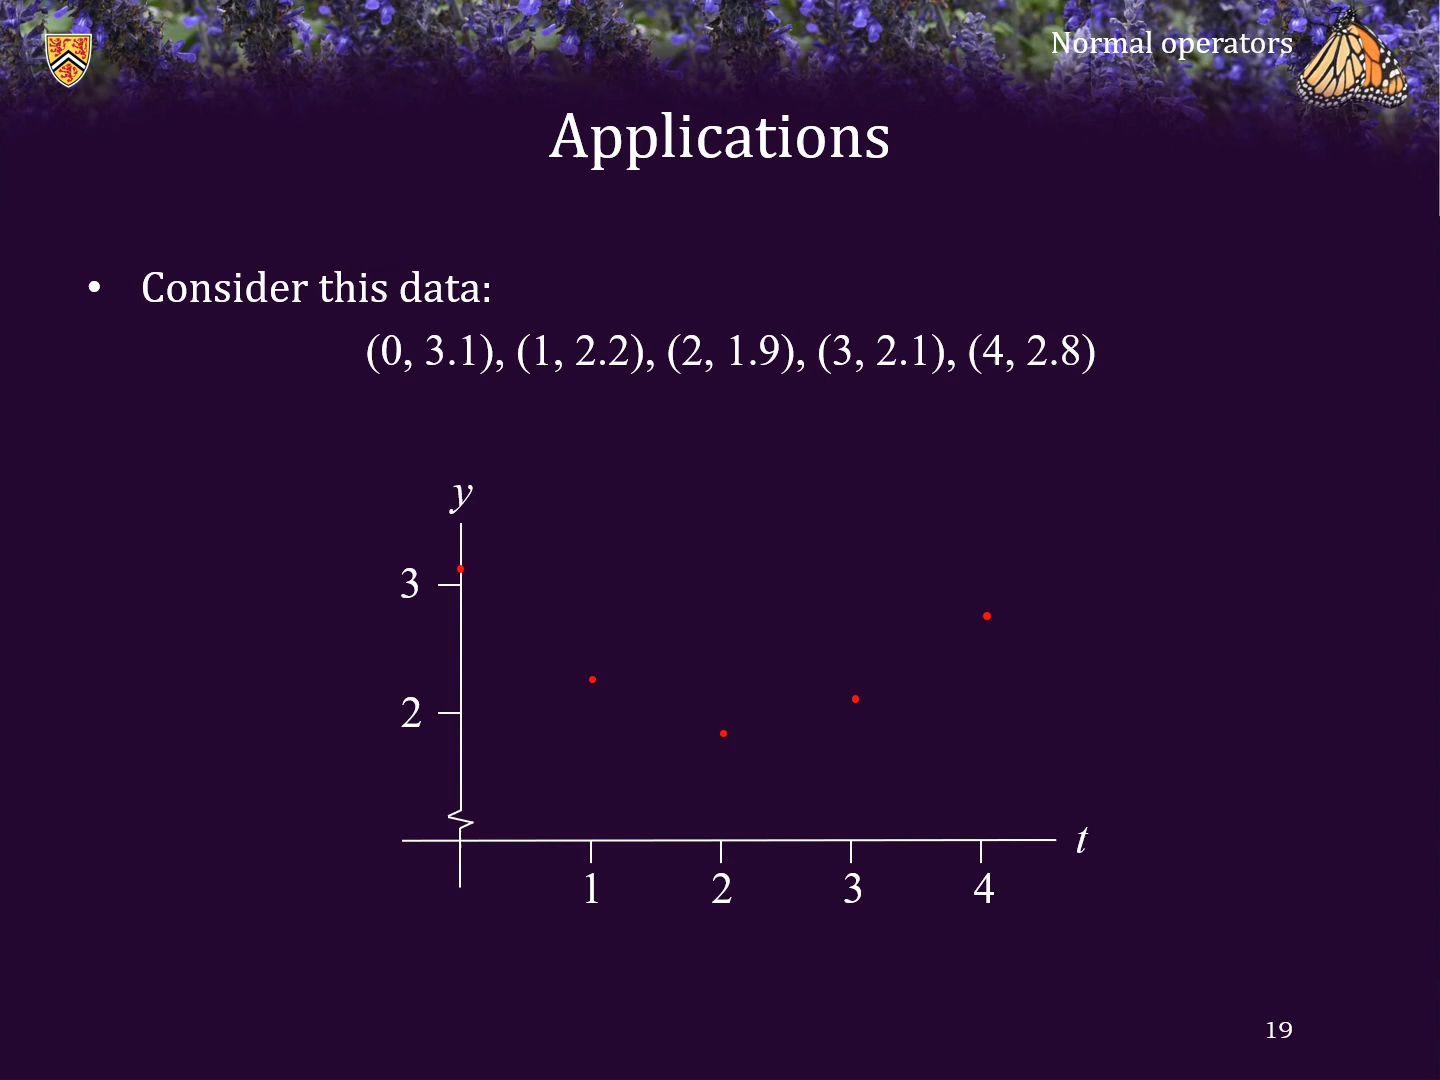 Normal operators
Applications
• Consider this data:
(0, 3.1), (1, 2.2), (2, 1.9), (3, 2.1), (4, 2.8)
y
3
2
t
1 2 3 4
19